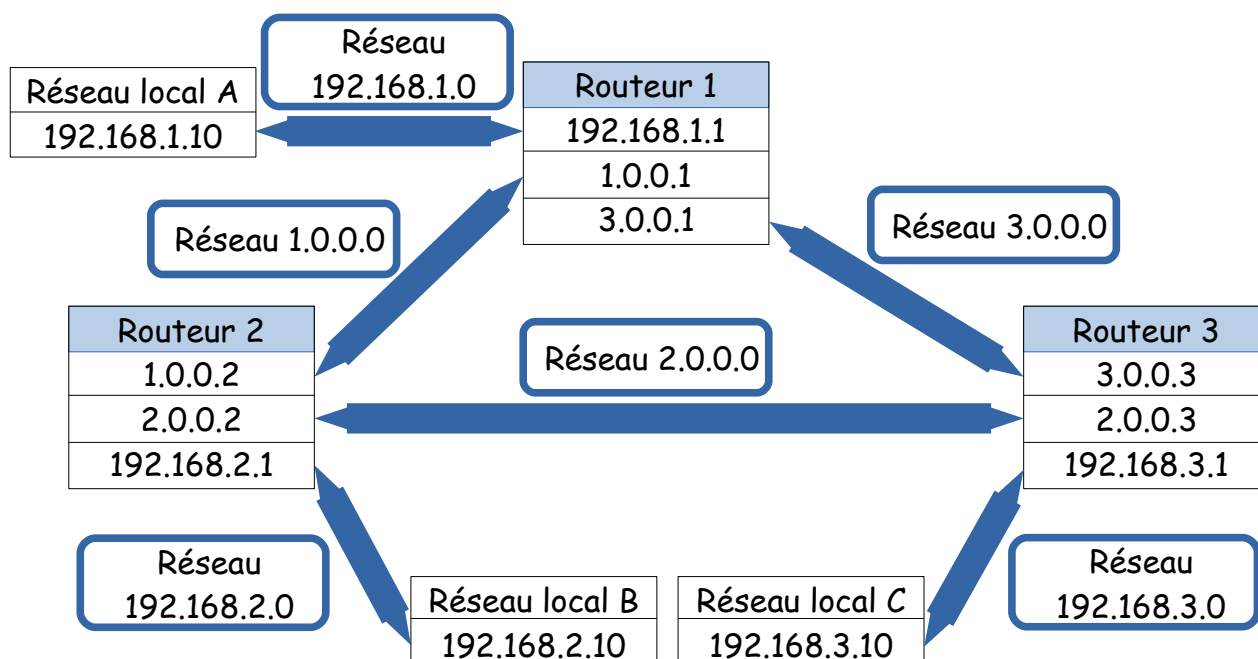 Réseau
192.168.1.0
Réseau local A
192.168.1.10
Routeur 1
192.168.1.1
1.0.0.1
3.0.0.1
Réseau 1.0.0.0
Réseau 3.0.0.0
Routeur 2
1.0.0.2
2.0.0.2
192.168.2.1
Réseau 2.0.0.0
Routeur 3
3.0.0.3
2.0.0.3
192.168.3.1
Réseau
192.168.2.0
Réseau local B
192.168.2.10
Réseau local C
192.168.3.10
Réseau
192.168.3.0